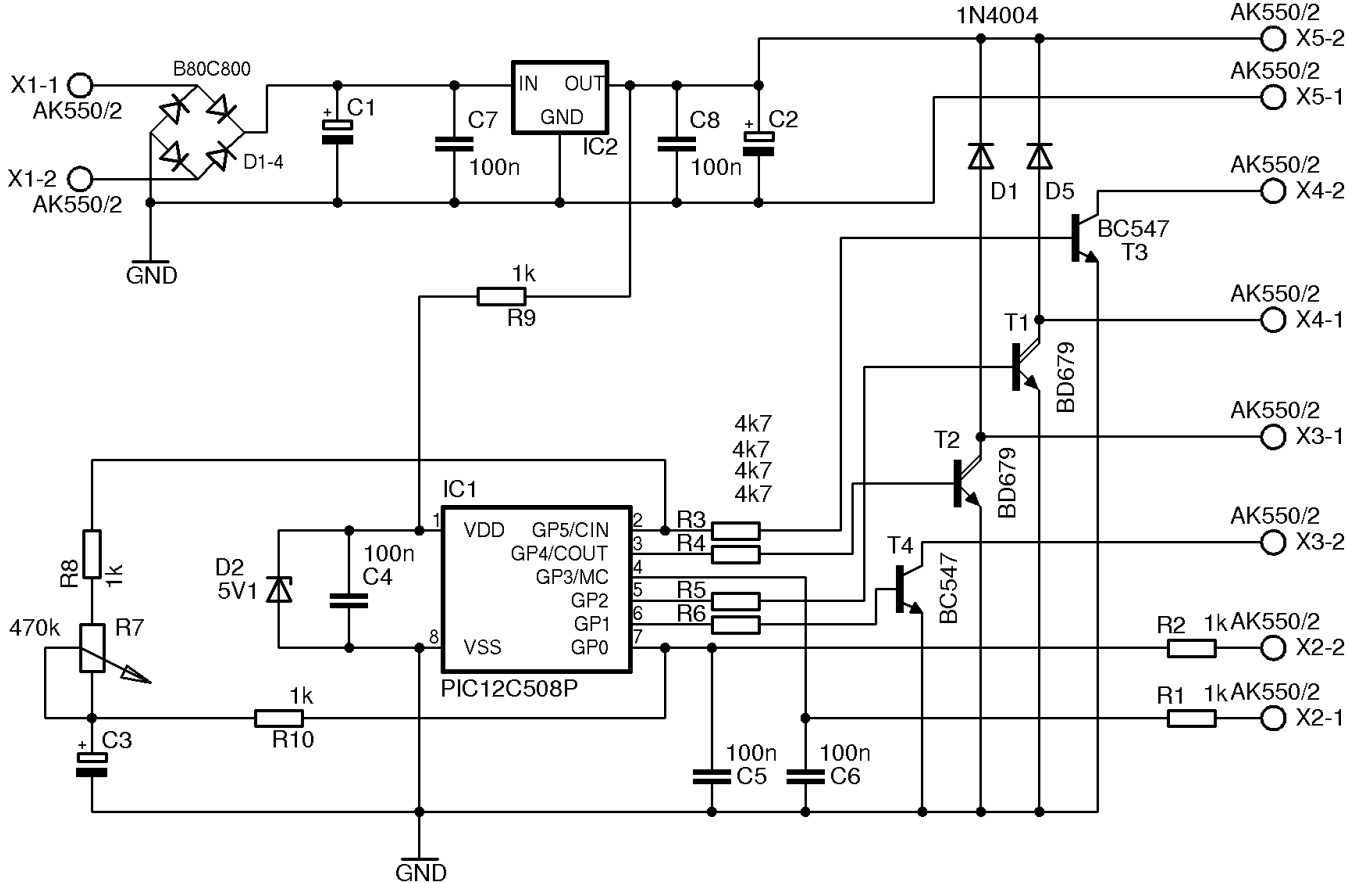 1N4004
AK550/2
X5-2
X1-1
AK550/2
B80C800
D1-4
X1-2
AK550/2
C1
C7
100n
IN OUT
GND
IC2
C8
100n
C2
AK550/2
X5-1
D1
D5
AK550/2
X4-2
BC547
T3
GND
1k
R9
AK550/2
X4-1
T1
BD679
4k7
4k7
4k7
4k7
AK550/2
X3-1
T2
BD679
IC1
1 VDD
8 VSS
GP5/CIN 2
GP4/COUT 3
GP3/MC 4
GP2 5
GP1 6
GP0 7
PIC12C508P
R3
R4
R5
R6
AK550/2
X3-2
T4
BC547
D2
5V1
100n
C4
R8
1k
470k
R7
1k
R10
C3
R2
1k
AK550/2
X2-2
R1
1k
AK550/2
X2-1
100n
C5
100n
C6
GND